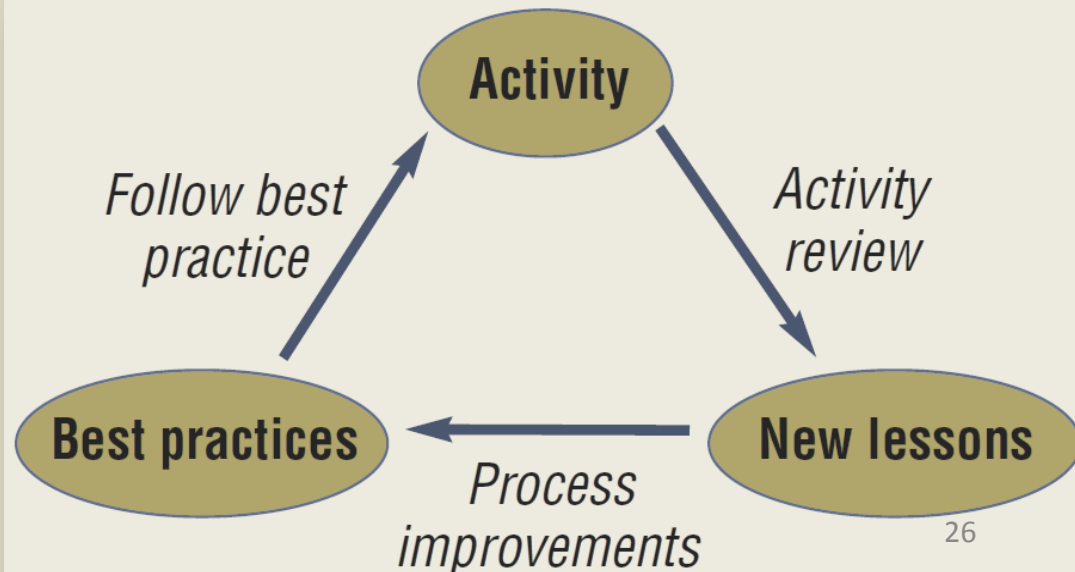 Activity
Follow best
practice
Activity
review
Best practices
New lessons
Process
improvements
26